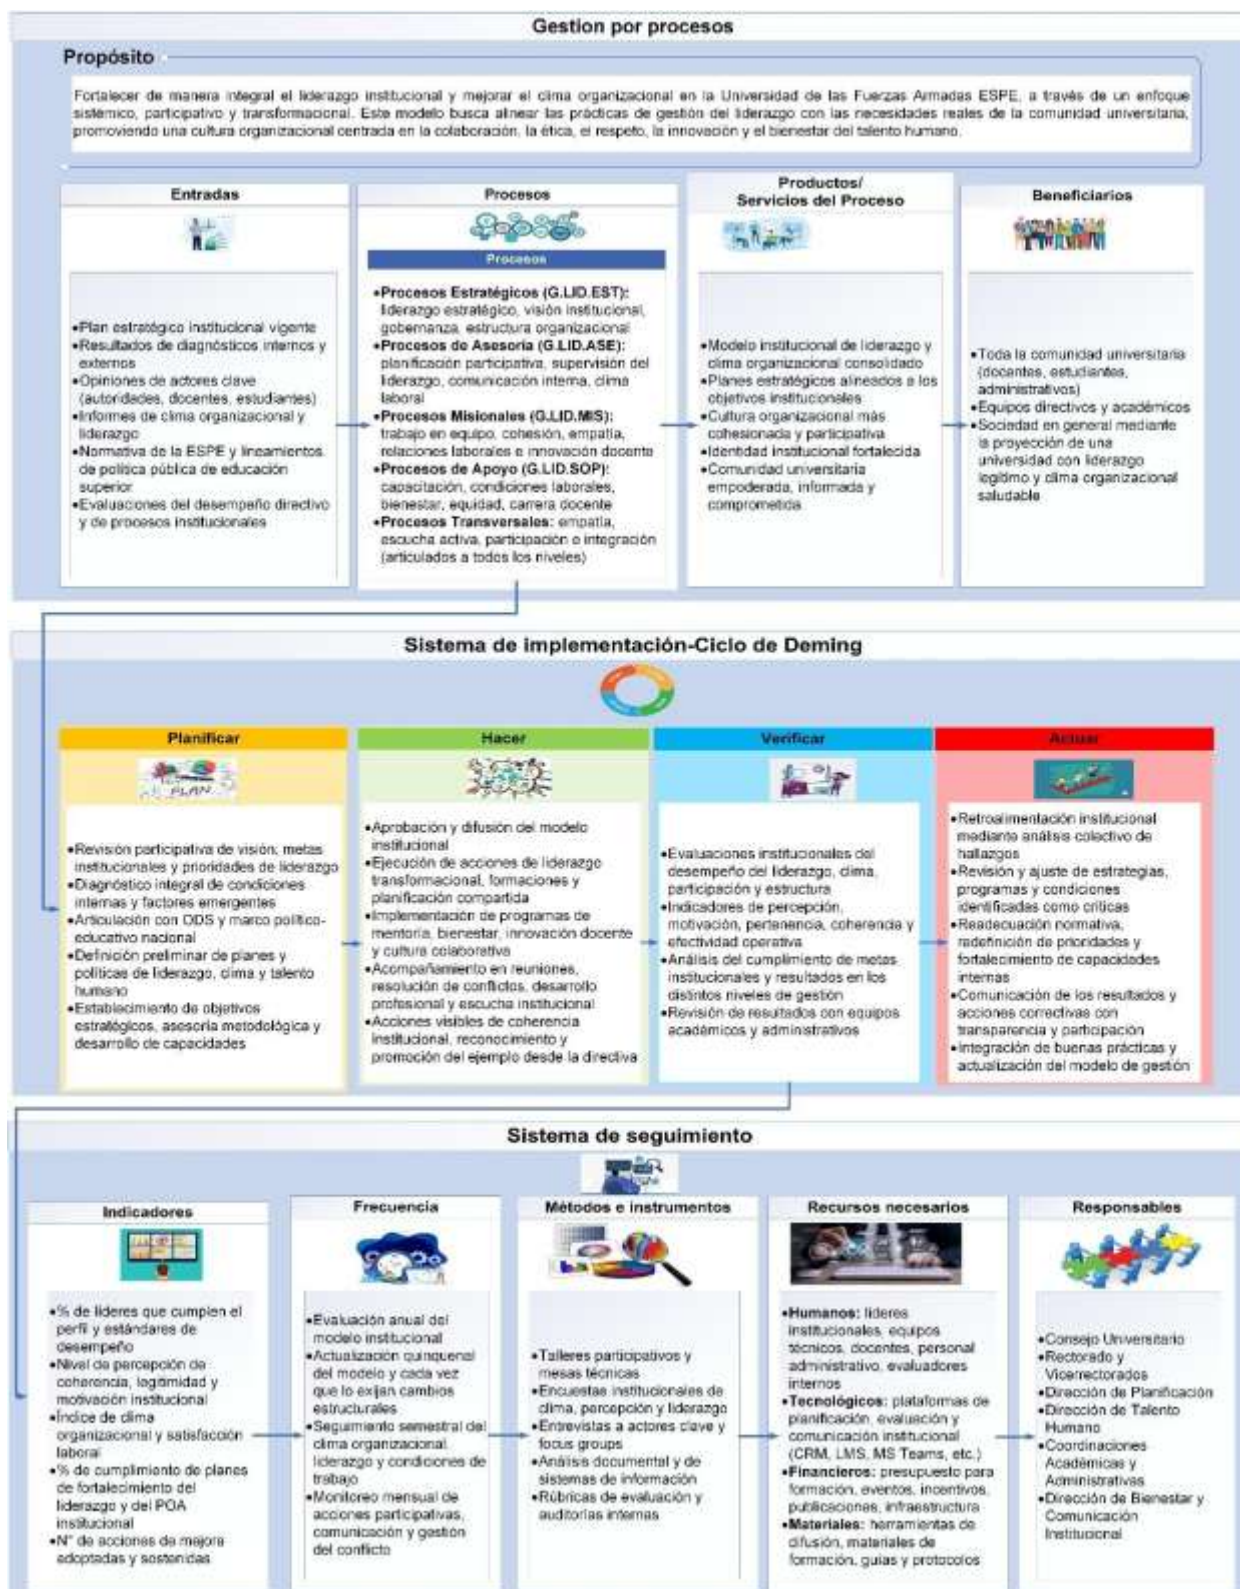 Gestion por procesos
Propósito
Fortalecer de manera integral el liderazgo institucional y mejorar el clima organizacional en la Universidad de las Fuerzas Armadas ESPE, a través de un enfoque
sistémico, participativo y transformacional. Este modelo busca alinear las prácticas de gestión del liderazgo con las necesidades reales de la comunidad universitaria,
promoviendo una cultura organizacional centrada en la colaboración, la ética, el respeto, la innovación y el bienestar del talento humano.
Entradas
•Plan estratégico institucional vigente
•Resultados de diagnósticos internos y
externos
•Opiniones de actores clave
(autoridades, docentes, estudiantes)
•Informes de clima organizacional y
liderazgo
•Normativa de la ESPE y lineamientos
de política pública de educación
superior
•Evaluaciones del desempeño directivo
y de procesos institucionales
Procesos
Procesos
•Procesos Estratégicos (G.LID.EST):
liderazgo estratégico, visión institucional,
gobernanza, estructura organizacional
•Procesos de Asesoría (G.LID.ASE):
planificación participativa, supervisión del
liderazgo, comunicación interna, clima
laboral
•Procesos Misionales (G.LID.MIS):
trabajo en equipo, cohesión, empatía,
relaciones laborales e innovación docente
•Procesos de Apoyo (G.LID.SOP):
capacitación, condiciones laborales,
bienestar, equidad, carrera docente
•Procesos Transversales: empatía,
escucha activa, participación e integración
(articulados a todos los niveles)
Productos/
Servicios del Proceso
•Modelo institucional de liderazgo y
clima organizacional consolidado
•Planes estratégicos alineados a los
objetivos institucionales
•Cultura organizacional más
cohesionada y participativa
•Identidad institucional fortalecida
•Comunidad universitaria
empoderada, informada y
comprometida
Beneficiarios
•Toda la comunidad universitaria
(docentes, estudiantes,
administrativos)
•Equipos directivos y académicos
•Sociedad en general mediante
la proyección de una
universidad con liderazgo
legítimo y clima organizacional
saludable
Sistema de implementación-Ciclo de Deming
Planificar
PLAN
•Revisión participativa de visión, metas
institucionales y prioridades de liderazgo
•Diagnóstico integral de condiciones
internas y factores emergentes
•Articulación con ODS y marco político-
educativo nacional
•Definición preliminar de planes y
políticas de liderazgo, clima y talento
humano
•Establecimiento de objetivos
estratégicos, asesoría metodológica y
desarrollo de capacidades
Hacer
•Aprobación y difusión del modelo
institucional
•Ejecución de acciones de liderazgo
transformacional, formaciones y
planificación compartida
•Implementación de programas de
mentoría, bienestar, innovación docente
y cultura colaborativa
•Acompañamiento en reuniones,
resolución de conflictos, desarrollo
profesional y escucha institucional
•Acciones visibles de coherencia
institucional, reconocimiento y
promoción del ejemplo desde la directiva
Verificar
•Evaluaciones institucionales del
desempeño del liderazgo, clima,
participación y estructura
•Indicadores de percepción,
motivación, pertenencia, coherencia y
efectividad operativa
•Análisis del cumplimiento de metas
institucionales y resultados en los
distintos niveles de gestión
•Revisión de resultados con equipos
académicos y administrativos
Actuar
•Retroalimentación institucional
mediante análisis colectivo de
hallazgos
•Revisión y ajuste de estrategias,
programas y condiciones
identificadas como críticas
•Readecuación normativa,
redefinición de prioridades y
fortalecimiento de capacidades
internas
•Comunicación de los resultados y
acciones correctivas con
transparencia y participación
•Integración de buenas prácticas y
actualización del modelo de gestión
Sistema de seguimiento
Indicadores
•% de líderes que cumplen el
perfil y estándares de
desempeño
•Nivel de percepción de
coherencia, legitimidad y
motivación institucional
•Índice de clima
organizacional y satisfacción
laboral
•% de cumplimiento de planes
de fortalecimiento del
liderazgo y del POA
institucional
•N° de acciones de mejora
adoptadas y sostenidas
Frecuencia
•Evaluación anual del
modelo institucional
•Actualización quinquenal
del modelo y cada vez
que lo exijan cambios
estructurales
•Seguimiento semestral del
clima organizacional,
liderazgo y condiciones de
trabajo
•Monitoreo mensual de
acciones participativas,
comunicación y gestión
del conflicto
Métodos e instrumentos
•Talleres participativos y
mesas técnicas
•Encuestas institucionales de
clima, percepción y liderazgo
•Entrevistas a actores clave y
focus groups
•Análisis documental y de
sistemas de información
•Rúbricas de evaluación y
auditorías internas
Recursos necesarios
•Humanos: líderes
institucionales, equipos
técnicos, docentes, personal
administrativo, evaluadores
internos
•Tecnológicos: plataformas de
planificación, evaluación y
comunicación institucional
(CRM, LMS, MS Teams, etc.)
•Financieros: presupuesto para
formación, eventos, incentivos,
publicaciones, infraestructura
•Materiales: herramientas de
difusión, materiales de
formación, guías y protocolos
Responsables
•Consejo Universitario
•Rectorado y
Vicerrectorados
•Dirección de Planificación
•Dirección de Talento
Humano
•Coordinaciones
Académicas y
Administrativas
•Dirección de Bienestar y
Comunicación
Institucional